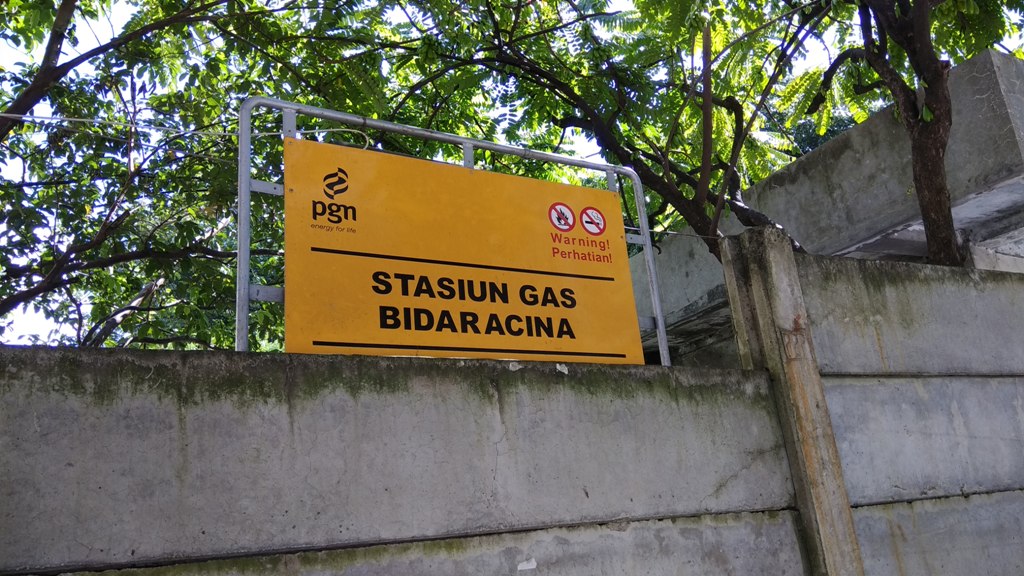 pgn
energy for life
Warning!
Perhatian!
STASIUN GAS
BIDARACINA